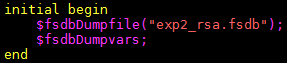 initial begin
    $fsdbDumpfile("exp2_rsa.fsdb");
    $fsdbDumpvars;
end